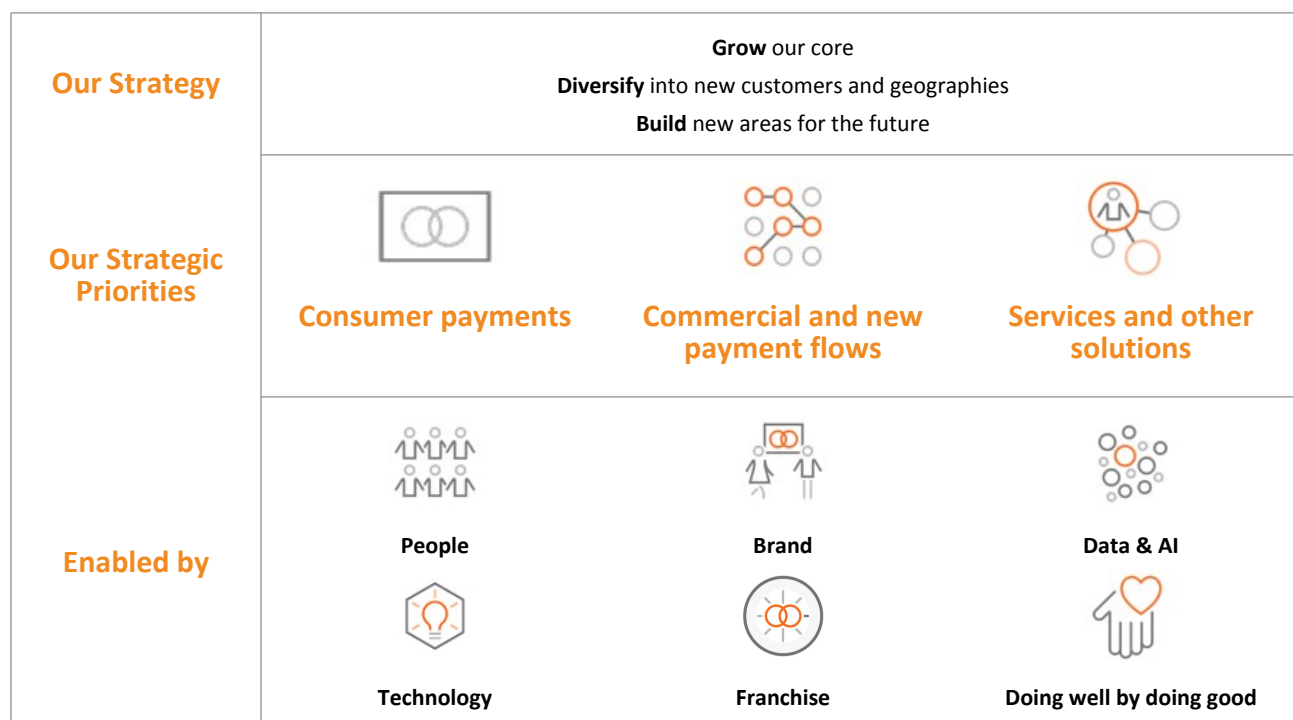 Our Strategy
Grow our core
Diversify into new customers and geographies
Build new areas for the future
Our Strategic
Priorities
Consumer payments
Commercial and new
payment flows
Services and other
solutions
Enabled by
People
Brand
Data & AI
Technology
Franchise
Doing well by doing good